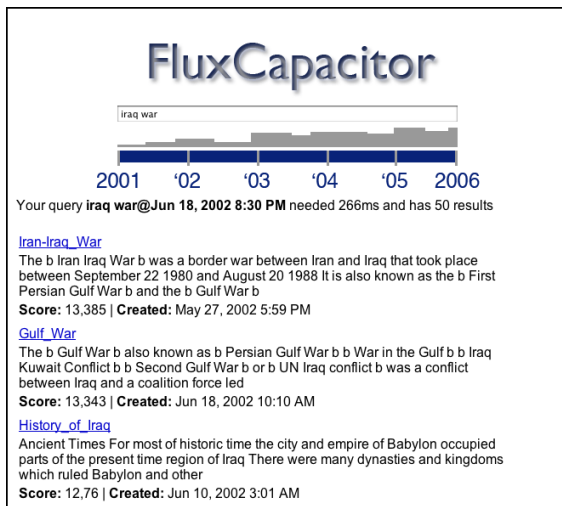 FluxCapacitor
iraq war
2001 '02 '03 '04 '05 2006
Your query iraq war@Jun 18, 2002 8:30 PM needed 266ms and has 50 results
Iran-Iraq_War
The b Iran Iraq War b was a border war between Iran and Iraq that took place
between September 22 1980 and August 20 1988 It is also known as the b First
Persian Gulf War b and the b Gulf War b
Score: 13,385 | Created: May 27, 2002 5:59 PM
Gulf_War
The b Gulf War b also known as b Persian Gulf War b b War in the Gulf b b Iraq
Kuwait Conflict b b Second Gulf War b or b UN Iraq conflict b was a conflict
between Iraq and a coalition force led
Score: 13,343 | Created: Jun 18, 2002 10:10 AM
History_of_Iraq
Ancient Times For most of historic time the city and empire of Babylon occupied
parts of the present time region of Iraq There were many dynasties and kingdoms
which ruled Babylon and other
Score: 12,76 | Created: Jun 10, 2002 3:01 AM